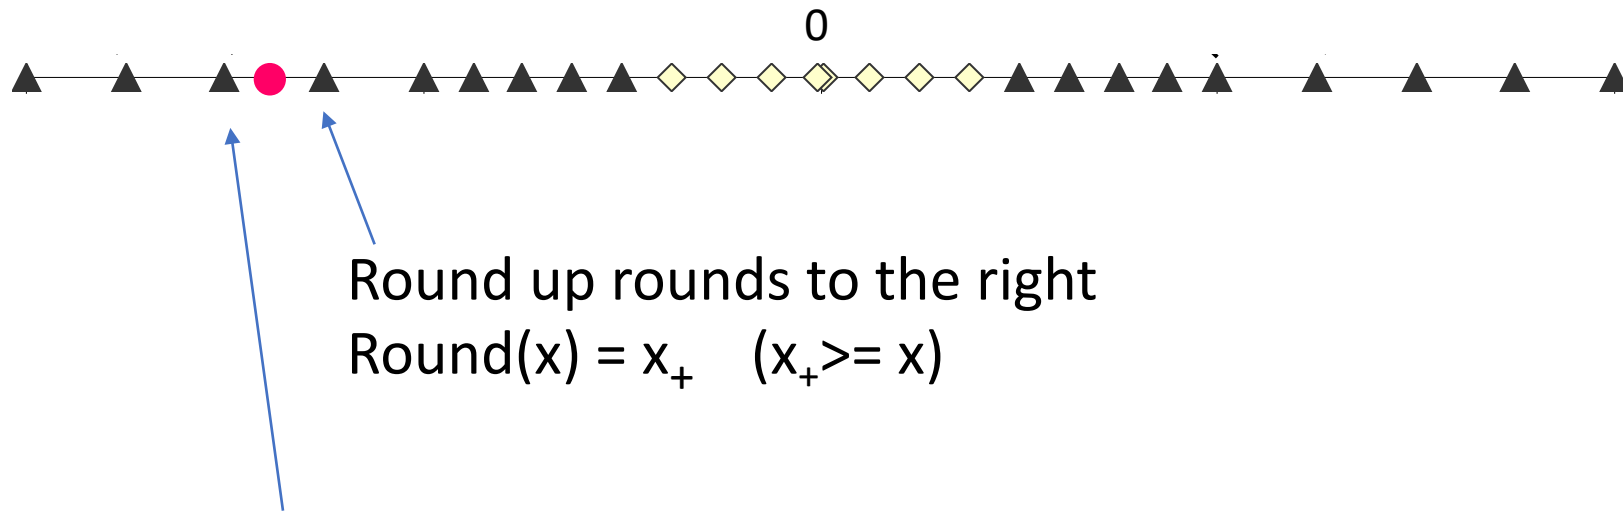 0
Round up rounds to the right
Round(x) = x₊ (x₊>= x)